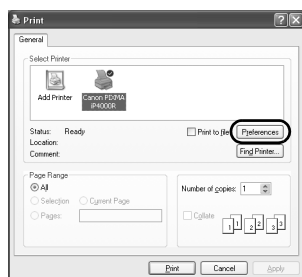 Print
General
Select Printer
Add Printer
Canon PIXMA
iP4000R
Status: Ready
Location:
Comment:
Print to file
Preferences
Find Printer...
Page Range
All
Selection
Current Page
Pages:
Number of copies: 1
Collate
1 1 2 2 3 3
Print
Cancel
Apply